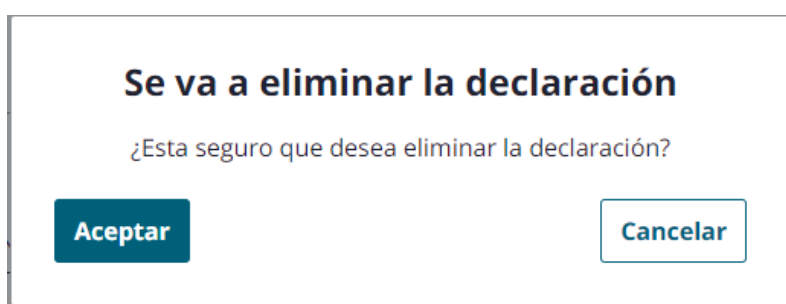 Se va a eliminar la declaración
¿Esta seguro que desea eliminar la declaración?
Aceptar
Cancelar